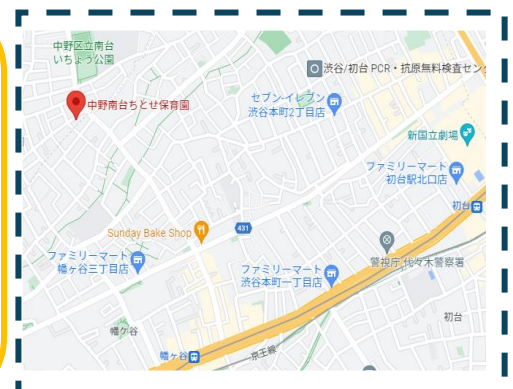 中野区立南台
いちょう公園
渋谷/初台 PCR・抗原無料検査セン
中野南台ちとせ保育園
セブン-イレブン
渋谷本町2丁目店
新国立劇場
ファミリーマート
初台駅北口店
初台
Sunday Bake Shop
431
ファミリーマート
幡ヶ谷三丁目店
ファミリーマート
渋谷本町一丁目店
警視庁 代々木警察署
初台
幡ケ谷
幡ヶ谷
京王線